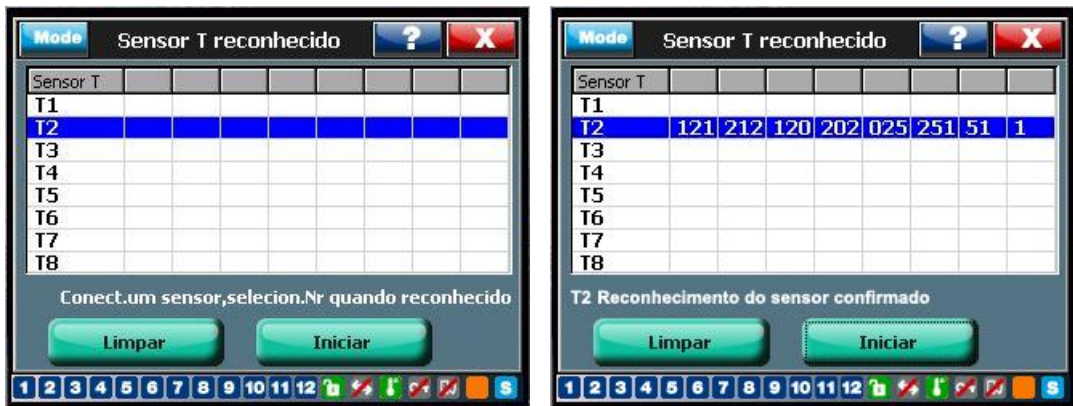 Mode Sensor T reconhecido ? X
Sensor T
T1
T2
T3
T4
T5
T6
T7
T8
Conect.um sensor,selecion.Nr quando reconhecido
Limpar Iniciar
1 2 3 4 5 6 7 8 9 10 11 12 S
Mode Sensor T reconhecido ? X
Sensor T
T1
T2 121 212 120 202 025 251 51 1
T3
T4
T5
T6
T7
T8
T2 Reconhecimento do sensor confirmado
Limpar Iniciar
1 2 3 4 5 6 7 8 9 10 11 12 S